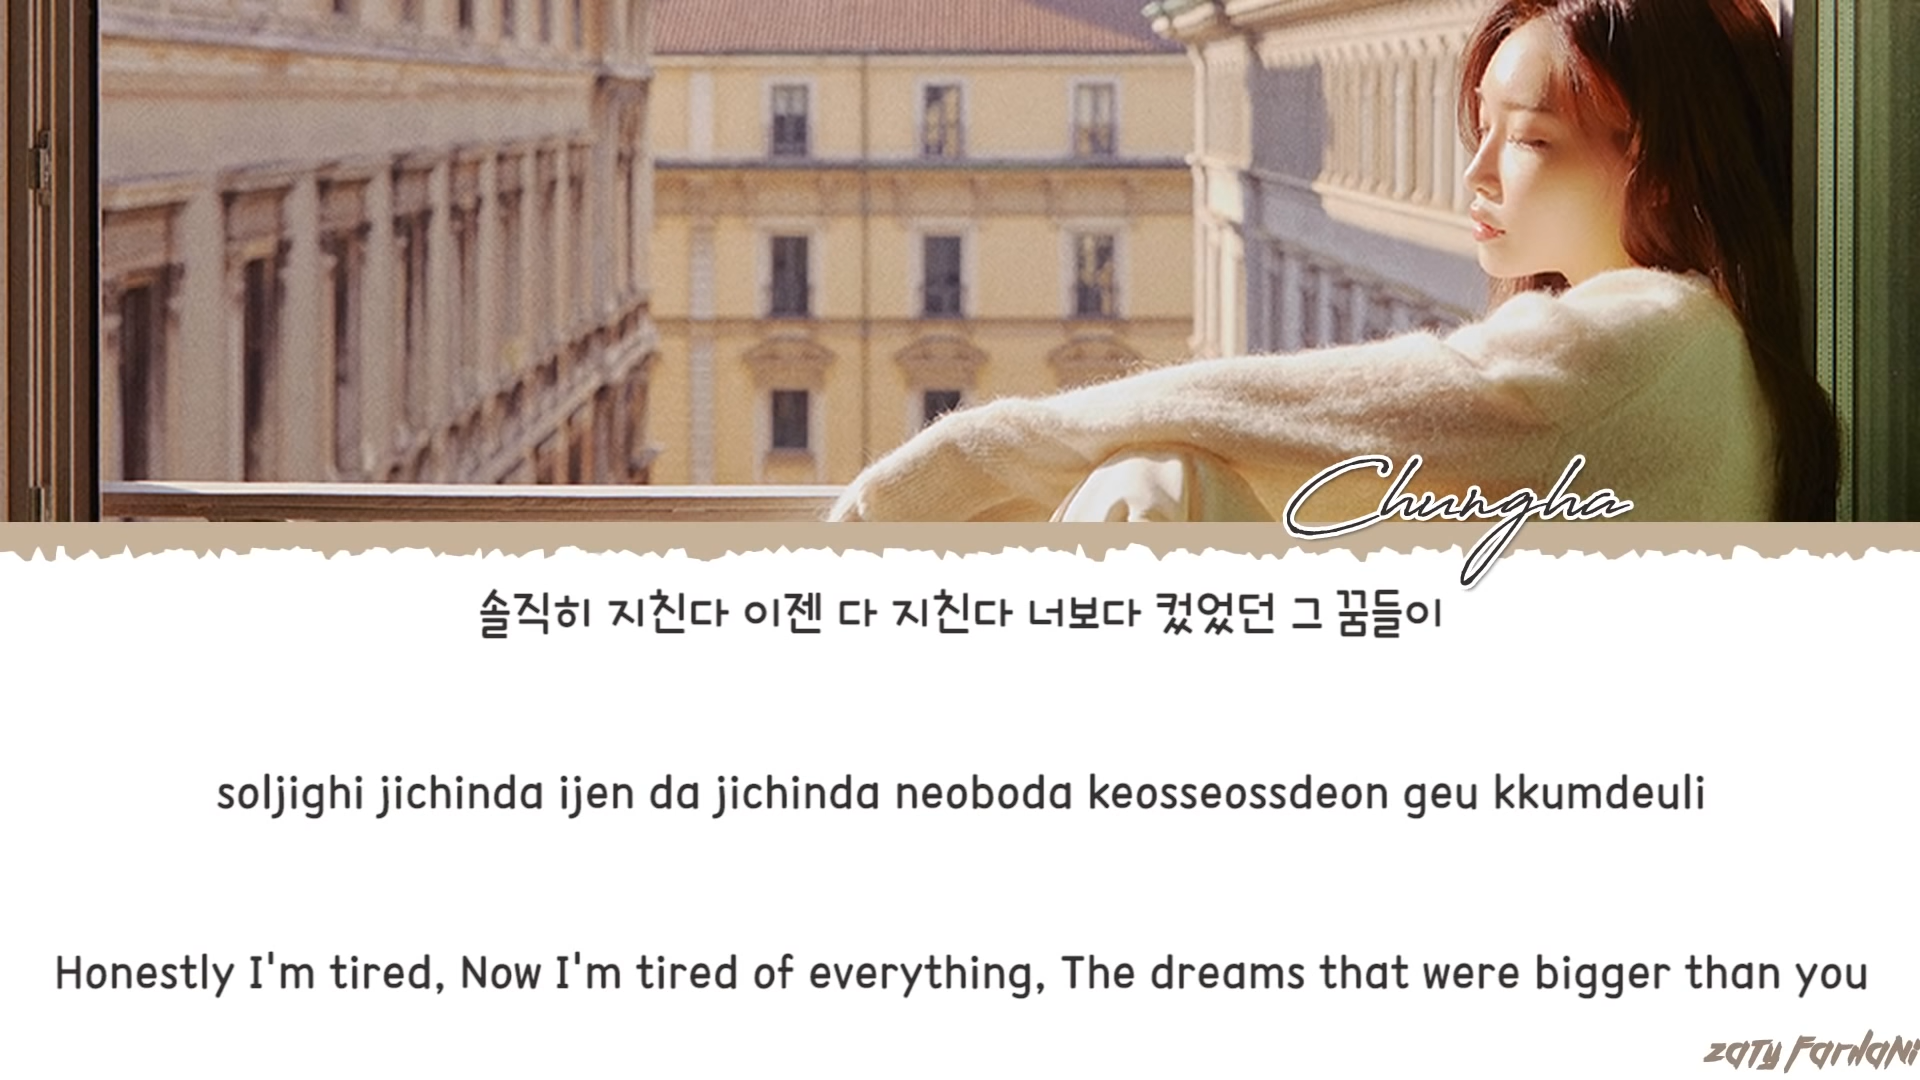 Chungha
솔직히 지친다 이젠 다 지친다 너보다 컸었던 그 꿈들이
soljighi jichinda ijen da jichinda neoboda keosseossdeon geu kkumdeuli
Honestly I'm tired, Now I'm tired of everything, The dreams that were bigger than you
zaty Fardani